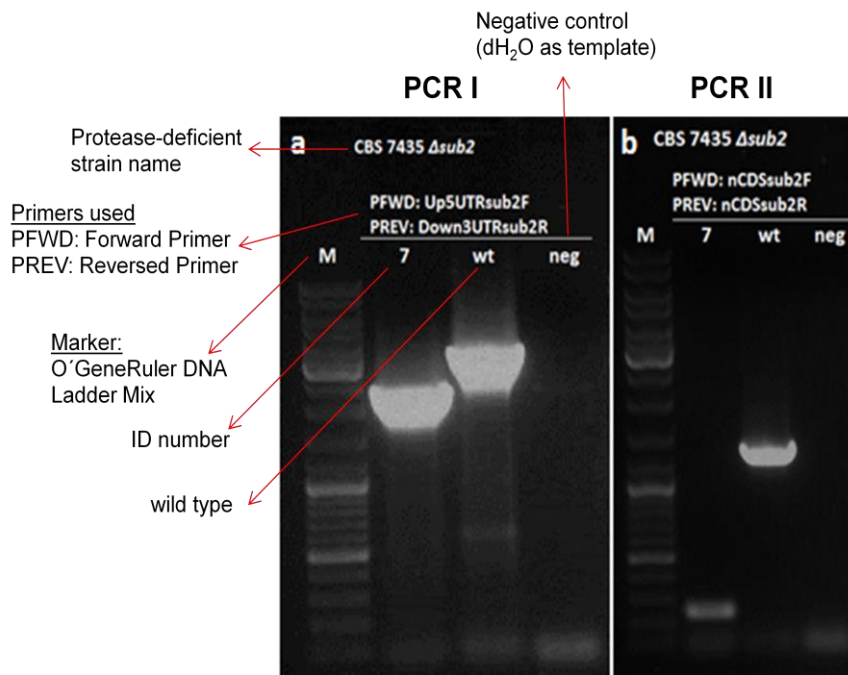 Negative control
(dH₂O as template)
PCR I
PCR II
Protease-deficient
strain name
a
CBS 7435 Δsub2
b
CBS 7435 Δsub2
Primers used
PFWD: Forward Primer
PREV: Reversed Primer
PFWD: Up5UTRsub2F
PREV: Down3UTRsub2R
PFWD: nCDSsub2F
PREV: nCDSsub2R
M
7
wt
neg
M
7
wt
neg
Marker:
O´GeneRuler DNA
Ladder Mix
ID number
wild type